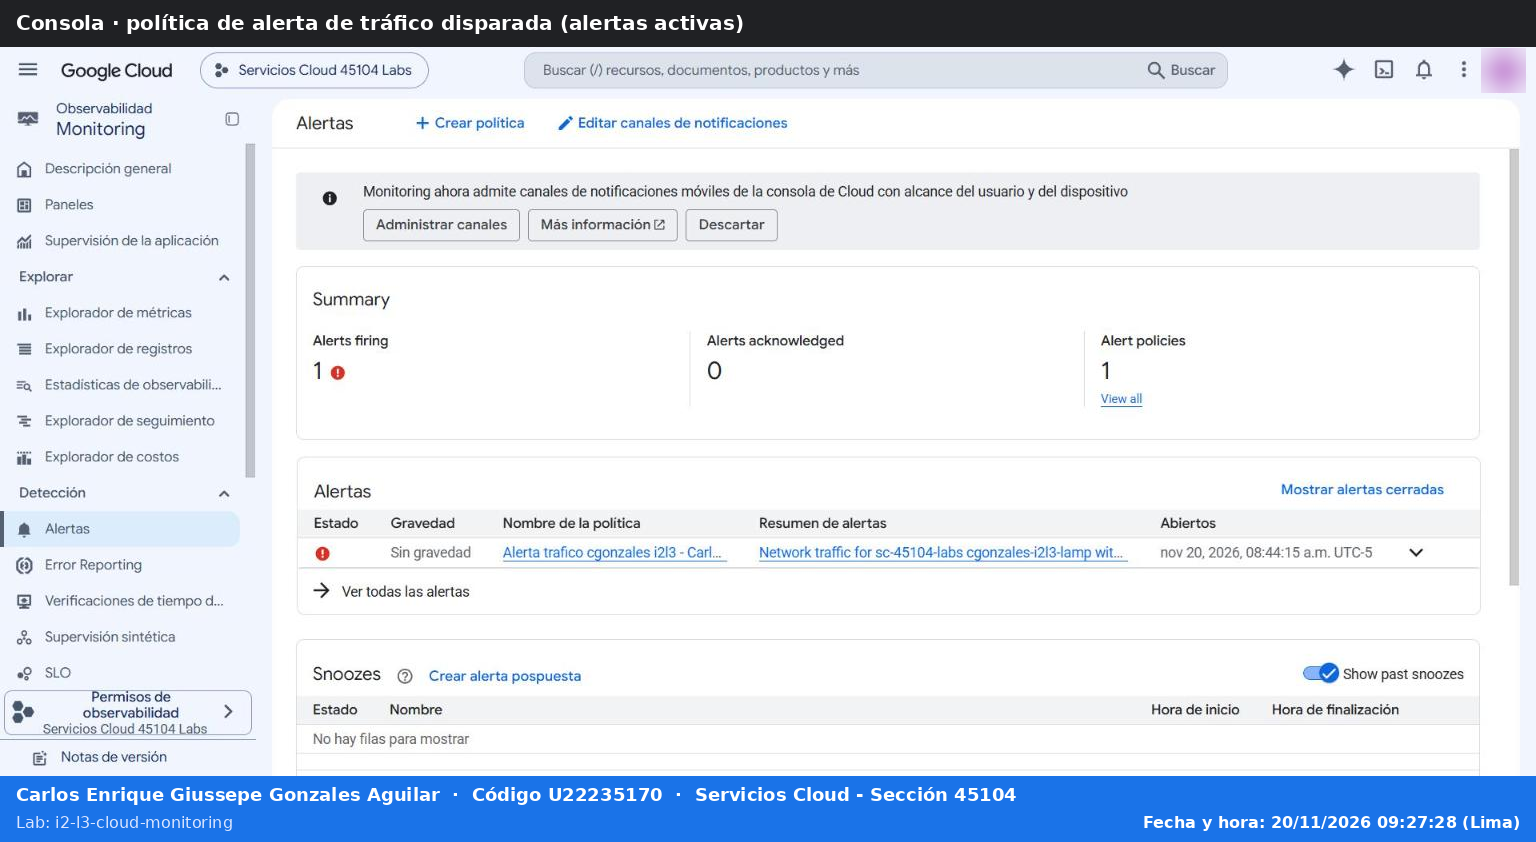 Consola · política de alerta de tráfico disparada (alertas activas)
Google Cloud
Servicios Cloud 45104 Labs
Buscar (/) recursos, documentos, productos y más
Buscar
Observabilidad
Monitoring
Descripción general
Paneles
Supervisión de la aplicación
Explorar
Explorador de métricas
Explorador de registros
Estadísticas de observabili...
Explorador de seguimiento
Explorador de costos
Detección
Alertas
Error Reporting
Verificaciones de tiempo d...
Supervisión sintética
SLO
Permisos de
observabilidad
Servicios Cloud 45104 Labs
Notas de versión
Alertas
Crear política
Editar canales de notificaciones
Monitoring ahora admite canales de notificaciones móviles de la consola de Cloud con alcance del usuario y del dispositivo
Administrar canales
Más información
Descartar
Summary
Alerts firing
1
Alerts acknowledged
0
Alert policies
1
View all
Alertas
Mostrar alertas cerradas
Estado Gravedad Nombre de la política Resumen de alertas Abiertos
Sin gravedad Alerta trafico cgonzales i2l3 - Carl... Network traffic for sc-45104-labs cgonzales-i2l3-lamp wit... nov 20, 2026, 08:44:15 a.m. UTC-5
Ver todas las alertas
Snoozes
Crear alerta pospuesta
Show past snoozes
Estado Nombre Hora de inicio Hora de finalización
No hay filas para mostrar
Carlos Enrique Giussepe Gonzales Aguilar · Código U22235170 · Servicios Cloud - Sección 45104
Lab: i2-l3-cloud-monitoring
Fecha y hora: 20/11/2026 09:27:28 (Lima)